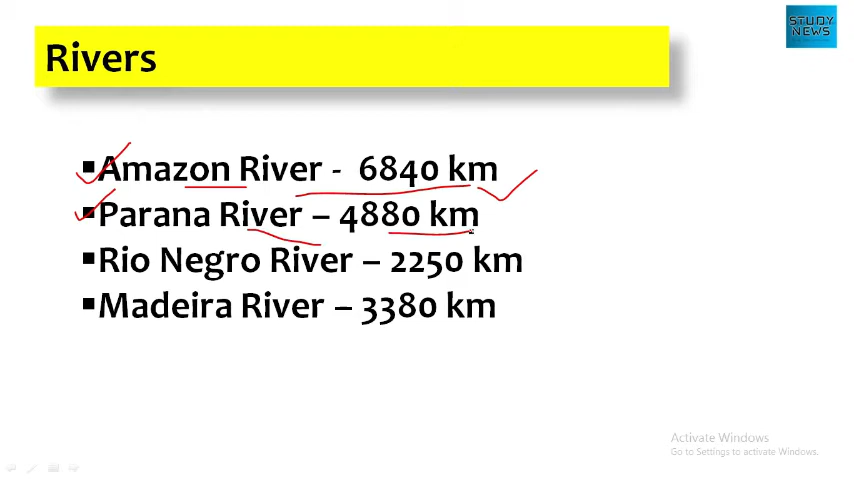 STUDY
NEWS
Rivers
▪Amazon River - 6840 km
▪Parana River – 4880 km
▪Rio Negro River – 2250 km
▪Madeira River – 3380 km
Activate Windows
Go to Settings to activate Windows.